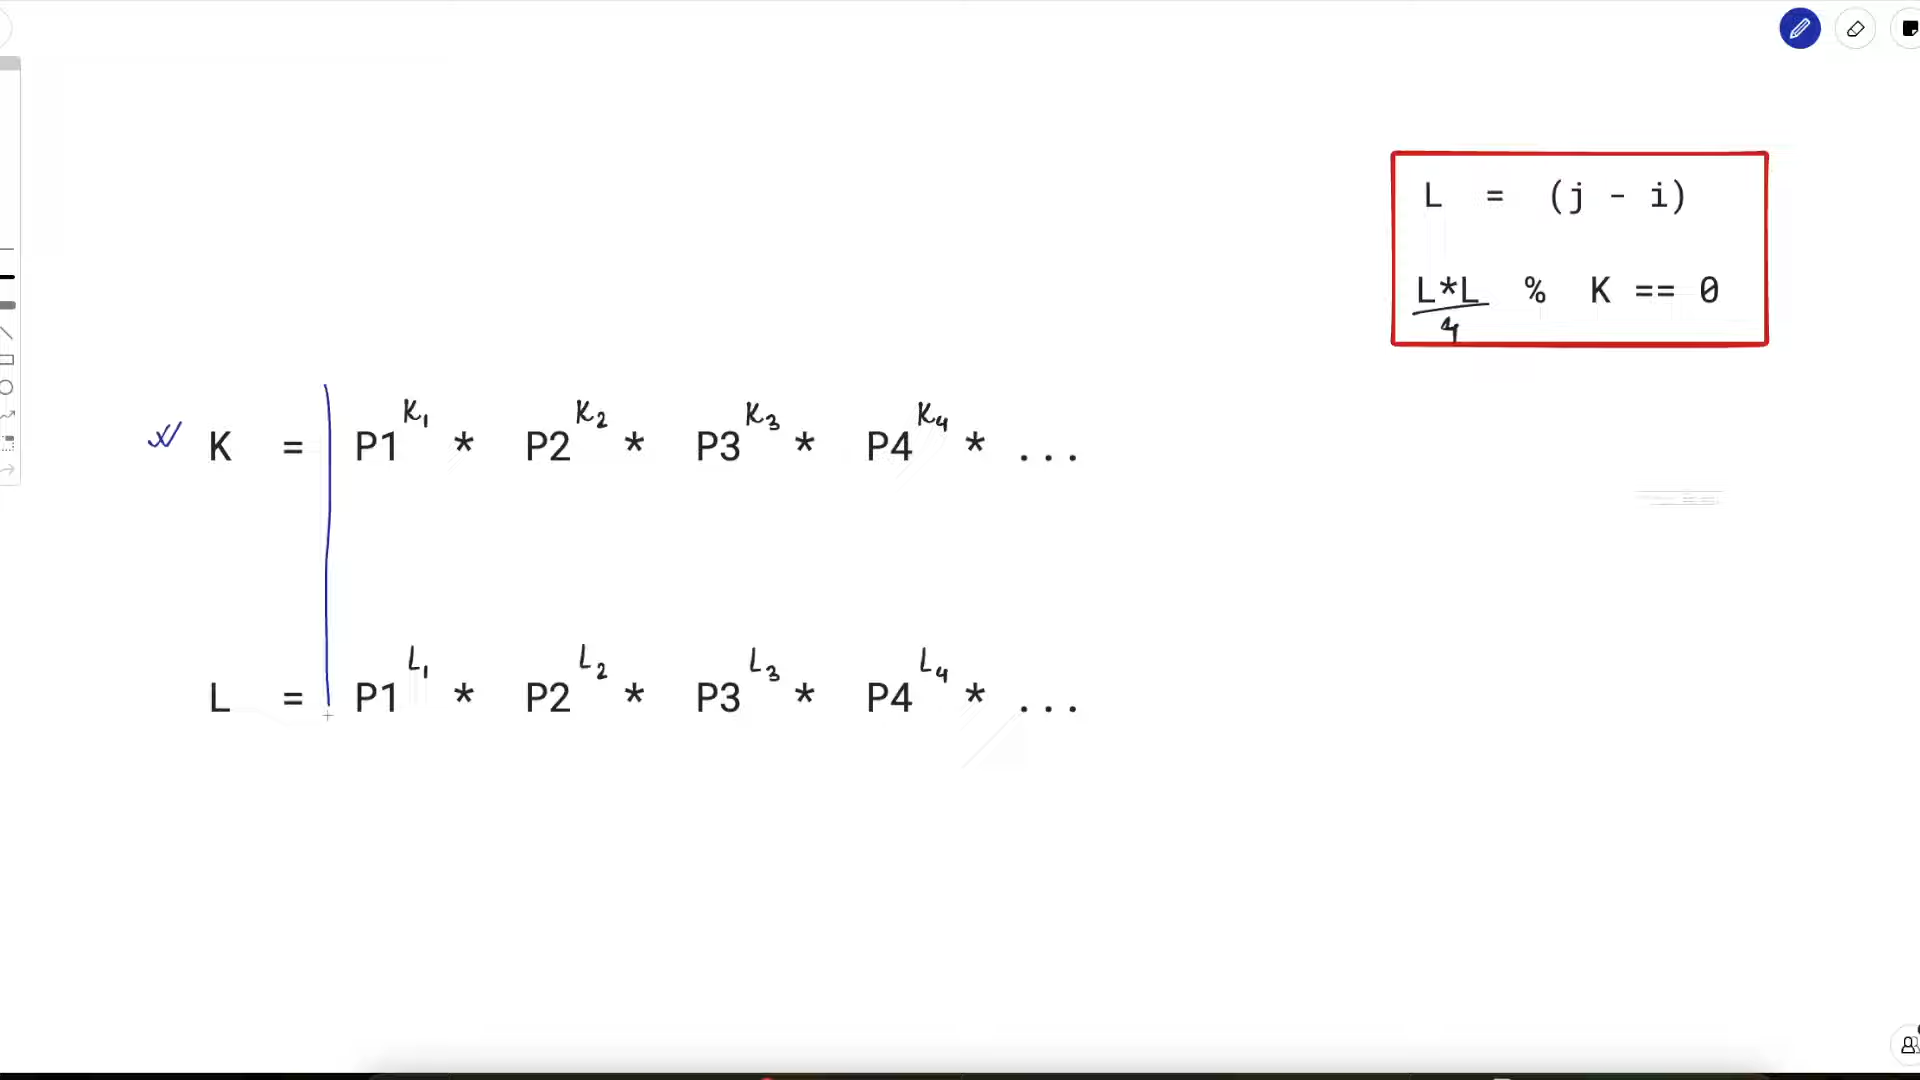 L = (j - i)
L*L/4 % K == 0
K = P1^K1 * P2^K2 * P3^K3 * P4^K4 * ...
L = P1^L1 * P2^L2 * P3^L3 * P4^L4 * ...